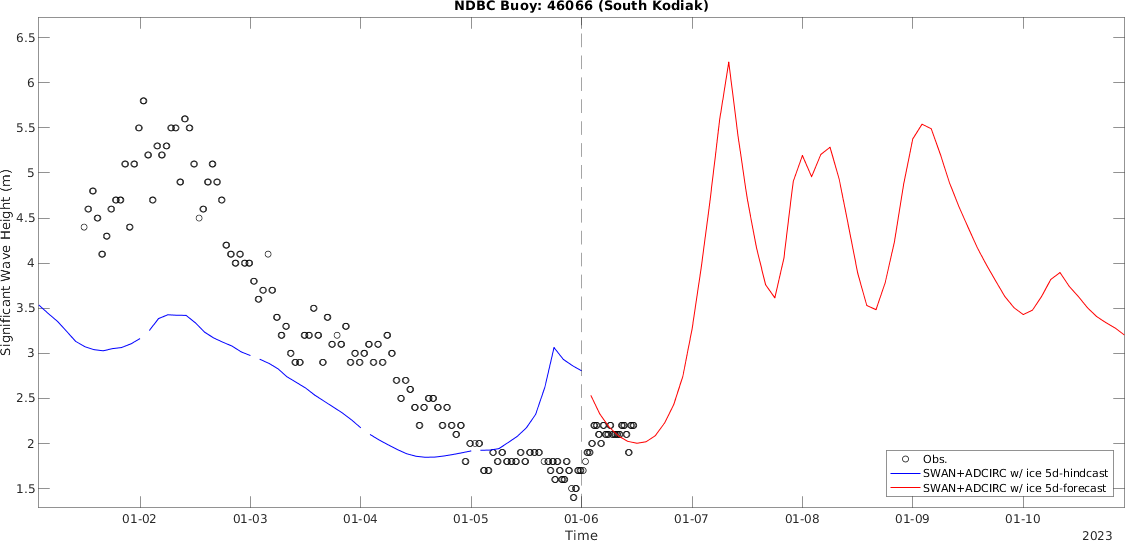 NDBC Buoy: 46066 (South Kodiak)
Significant Wave Height (m)
6.5
6
5.5
5
4.5
4
3.5
3
2.5
2
1.5
Obs.
SWAN+ADCIRC w/ ice 5d-hindcast
SWAN+ADCIRC w/ ice 5d-forecast
01-02 01-03 01-04 01-05 01-06 01-07 01-08 01-09 01-10
Time
2023